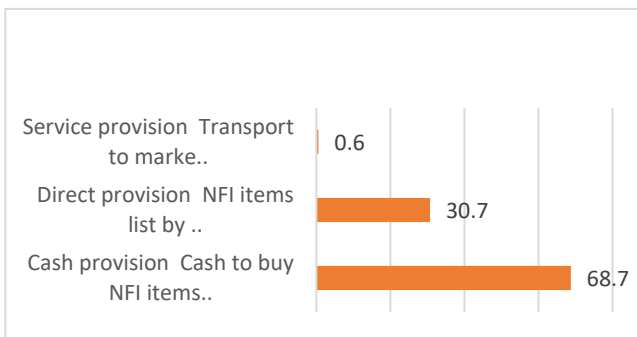 Service provision  Transport
to marke..
0.6
Direct provision  NFI items
list by ..
30.7
Cash provision  Cash to buy
NFI items..
68.7